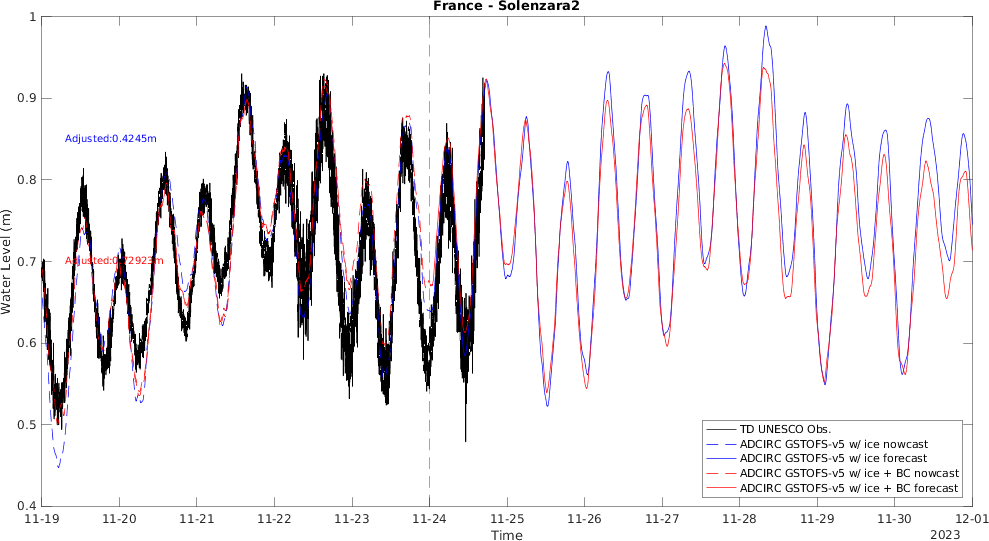 France - Solenzara2
1
0.9
0.8
0.7
0.6
0.5
0.4
Water Level (m)
Adjusted:0.4245m
Adjusted:0.72923m
TD UNESCO Obs.
ADCIRC GSTOFS-v5 w/ ice nowcast
ADCIRC GSTOFS-v5 w/ ice forecast
ADCIRC GSTOFS-v5 w/ ice + BC nowcast
ADCIRC GSTOFS-v5 w/ ice + BC forecast
11-19 11-20 11-21 11-22 11-23 11-24 11-25 11-26 11-27 11-28 11-29 11-30 12-01
Time
2023